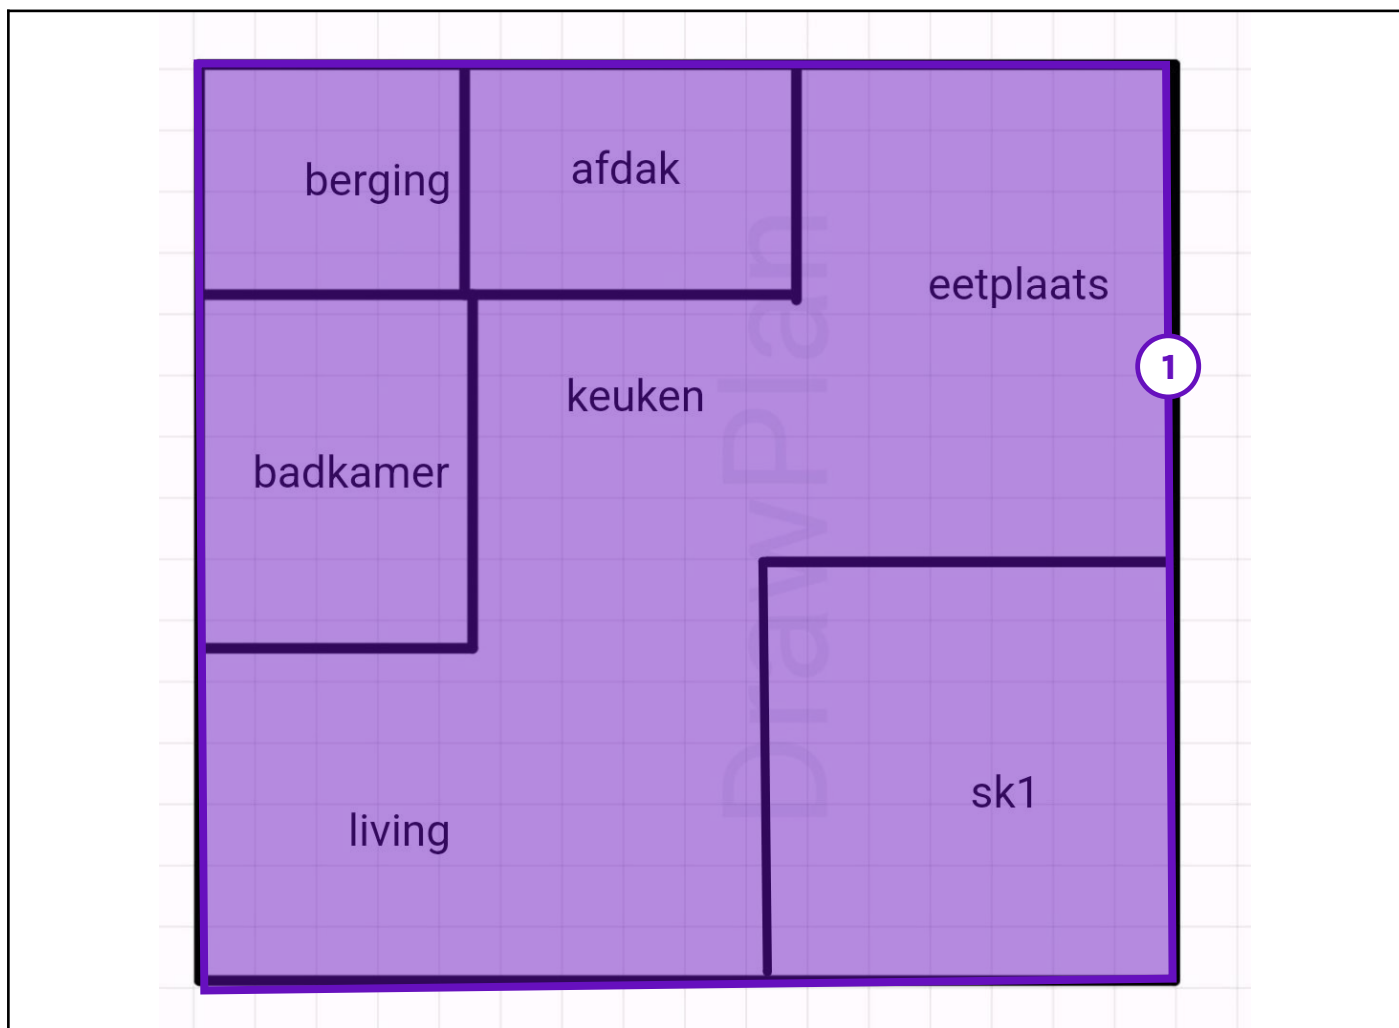 berging
afdak
eetplaats
1
keuken
badkamer
DrawPlan
sk1
living